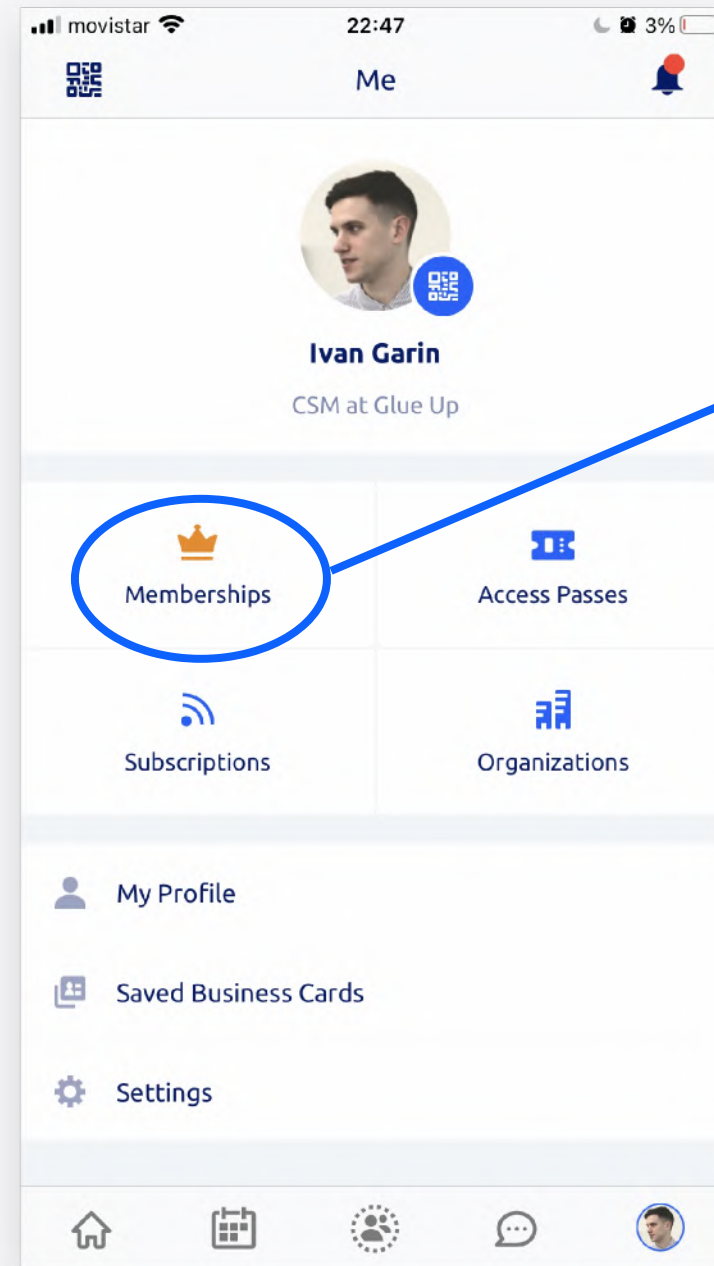 movistar 22:47 3%
Me
Ivan Garin
CSM at Glue Up
Memberships Access Passes
Subscriptions Organizations
My Profile
Saved Business Cards
Settings